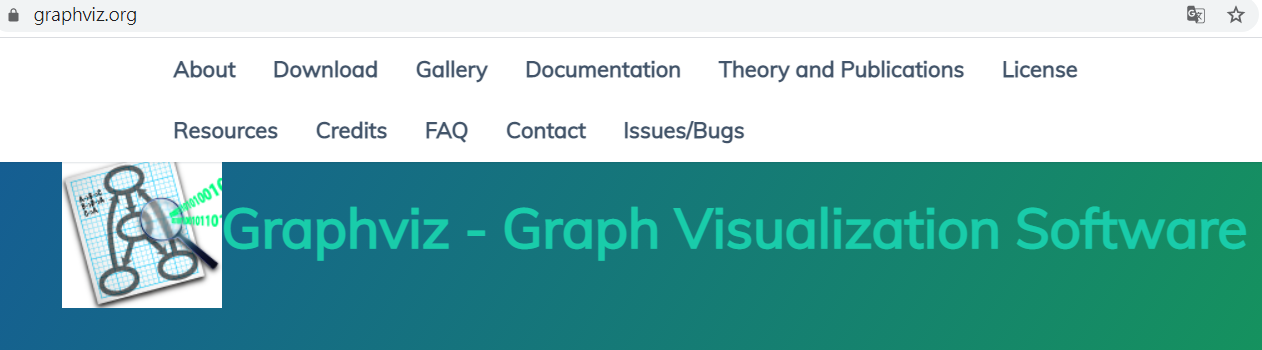 graphviz.org
About Download Gallery Documentation Theory and Publications License
Resources Credits FAQ Contact Issues/Bugs
Graphviz - Graph Visualization Software